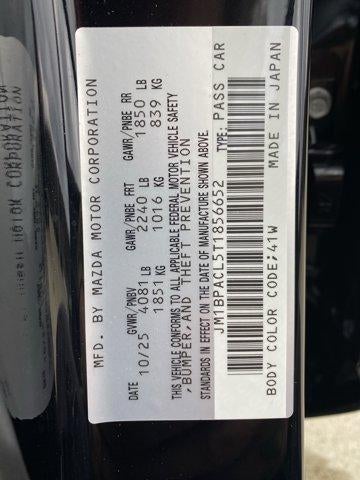 MFD. BY MAZDA MOTOR CORPORATION
DATE GVWR/PNBV GAWR/PNBE FRT GAWR/PNBE RR
10/25 4081 LB 2240 LB 1850 LB
1851 KG 1016 KG 839 KG
THIS VEHICLE CONFORMS TO ALL APPLICABLE FEDERAL MOTOR VEHICLE SAFETY
,BUMPER,AND THEFT PREVENTION
STANDARDS IN EFFECT ON THE DATE OF MANUFACTURE SHOWN ABOVE.
JM1BPACL5T1856652 TYPE: PASS CAR
BODY COLOR CODE;41W MADE IN JAPAN